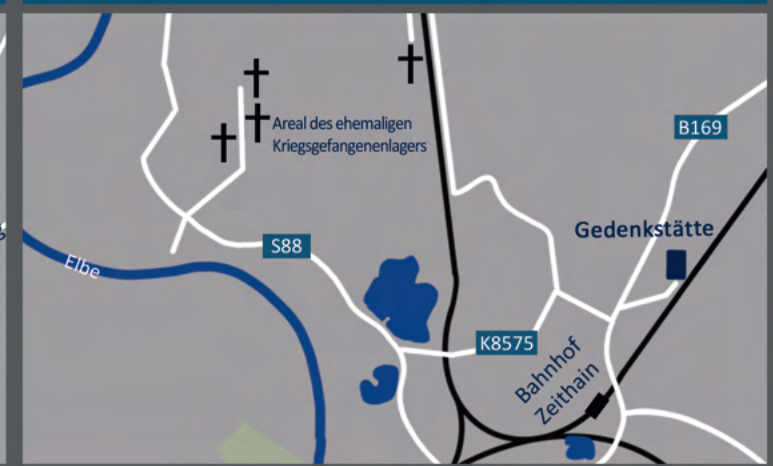 Areal des ehemaligen
Kriegsgefangenenlagers
B169
Gedenkstätte
S88
Elbe
K8575
Bahnhof
Zeithain